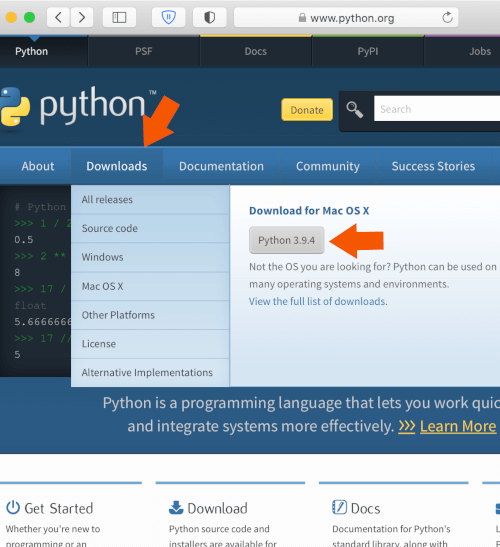 www.python.org
Python PSF Docs PyPI Jobs
python™
Donate
Search
About Downloads Documentation Community Success Stories
All releases
Source code
Windows
Mac OS X
Other Platforms
License
Alternative Implementations
Download for Mac OS X
Python 3.9.4
Not the OS you are looking for? Python can be used on
many operating systems and environments.
View the full list of downloads.
# Python
>>> 1 / 2
0.5
>>> 2 **
8
>>> 17 /
float
5.6666666
>>> 17 //
5
Python is a programming language that lets you work quic
and integrate systems more effectively. >>> Learn More
Get Started
Whether you're new to
programming or an
Download
Python source code and
installers are available for
Docs
Documentation for Python's
standard library, along with